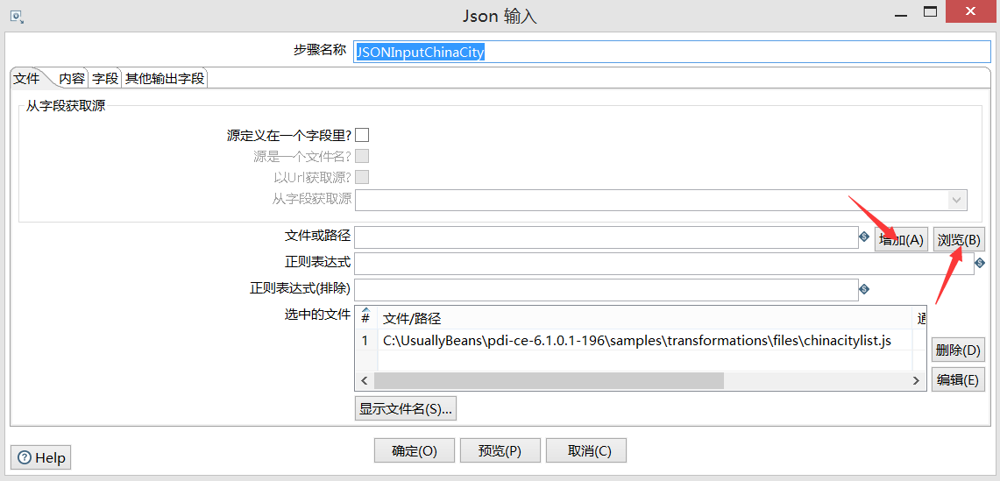 Json 输入
步骤名称 JSONInputChinaCity
文件 内容 字段 其他输出字段
从字段获取源
源定义在一个字段里?
源是一个文件名?
以Url获取源?
从字段获取源
文件或路径 增加(A) 浏览(B)
正则表达式
正则表达式(排除)
选中的文件 # 文件/路径
1 C:\UsuallyBeans\pdi-ce-6.1.0.1-196\samples\transformations\files\chinacitylist.js
删除(D)
编辑(E)
显示文件名(S)...
Help 确定(O) 预览(P) 取消(C)